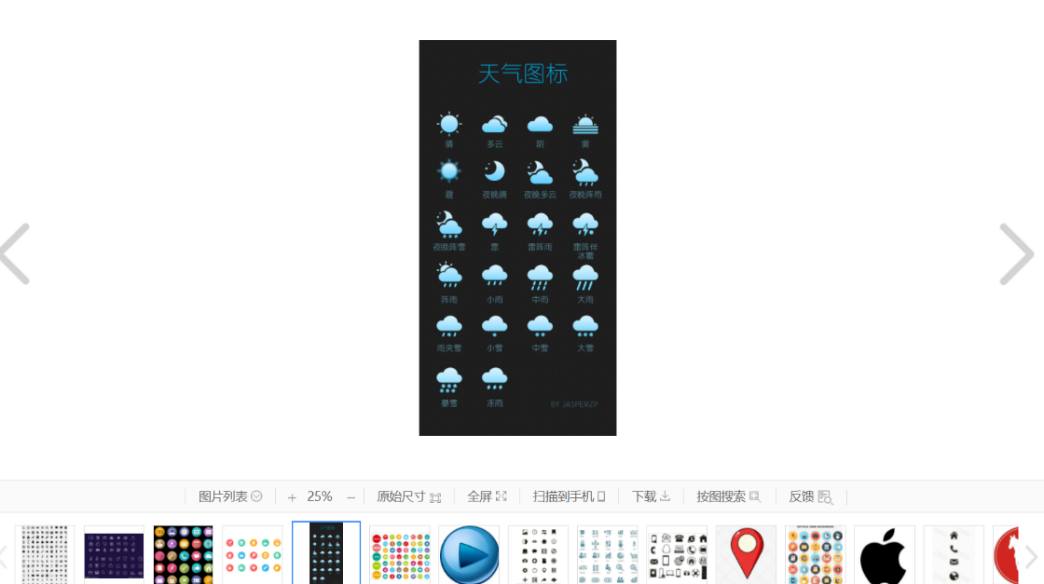 天气图标
晴 多云 阴 雾
霾 夜晚晴 夜晚多云 夜晚阵雨
夜晚阵雪 雷 雷阵雨 雷阵伴
冰雹
阵雨 小雨 中雨 大雨
雨夹雪 小雪 中雪 大雪
暴雪 冻雨 BY JASPERZP
图片列表 + 25% − 原始尺寸 全屏 扫描到手机 下载 按图搜索 反馈